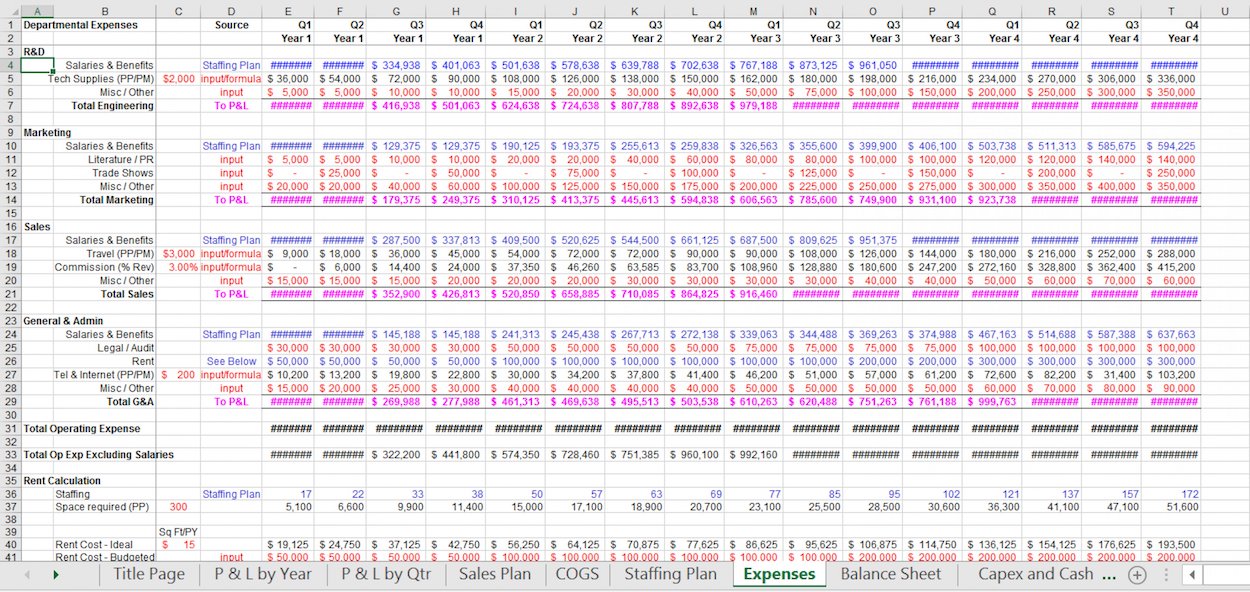 A B C D E F G H I J K L M N O P Q R S T U
1 Departmental Expenses Source Q1 Q2 Q3 Q4 Q1 Q2 Q3 Q4 Q1 Q2 Q3 Q4 Q1 Q2 Q3 Q4
2 Year 1 Year 1 Year 1 Year 1 Year 2 Year 2 Year 2 Year 2 Year 3 Year 3 Year 3 Year 3 Year 4 Year 4 Year 4 Year 4
3 R&D
4 Salaries & Benefits Staffing Plan ####### ####### $ 334,938 $ 401,063 $ 501,638 $ 578,638 $ 639,788 $ 702,638 $ 767,188 $ 873,125 $ 961,050 ######## ######## ######## ######## ########
5 Tech Supplies (PP/PM) $2,000 input/formula $ 36,000 $ 54,000 $ 72,000 $ 90,000 $ 108,000 $ 126,000 $ 138,000 $ 150,000 $ 162,000 $ 180,000 $ 198,000 $ 216,000 $ 234,000 $ 270,000 $ 306,000 $ 336,000
6 Misc / Other input $ 5,000 $ 5,000 $ 10,000 $ 10,000 $ 15,000 $ 20,000 $ 30,000 $ 40,000 $ 50,000 $ 75,000 $ 100,000 $ 150,000 $ 200,000 $ 250,000 $ 300,000 $ 350,000
7 Total Engineering To P&L ####### ####### $ 416,938 $ 501,063 $ 624,638 $ 724,638 $ 807,788 $ 892,638 $ 979,188 ######## ######## ######## ######## ######## ######## ########
8
9 Marketing
10 Salaries & Benefits Staffing Plan ####### ####### $ 129,375 $ 129,375 $ 190,125 $ 193,375 $ 255,613 $ 259,838 $ 326,563 $ 355,600 $ 399,900 $ 406,100 $ 503,738 $ 511,313 $ 585,675 $ 594,225
11 Literature / PR input $ 5,000 $ 5,000 $ 10,000 $ 10,000 $ 20,000 $ 20,000 $ 40,000 $ 60,000 $ 80,000 $ 80,000 $ 100,000 $ 100,000 $ 120,000 $ 120,000 $ 140,000 $ 140,000
12 Trade Shows input $ - $ 25,000 $ - $ 50,000 $ - $ 75,000 $ - $ 100,000 $ - $ 125,000 $ - $ 150,000 $ - $ 200,000 $ - $ 250,000
13 Misc / Other input $ 20,000 $ 20,000 $ 40,000 $ 60,000 $ 100,000 $ 125,000 $ 150,000 $ 175,000 $ 200,000 $ 225,000 $ 250,000 $ 275,000 $ 300,000 $ 350,000 $ 400,000 $ 350,000
14 Total Marketing To P&L ####### ####### $ 179,375 $ 249,375 $ 310,125 $ 413,375 $ 445,613 $ 594,838 $ 606,563 $ 785,600 $ 749,900 $ 931,100 $ 923,738 ######## ######## ########
15
16 Sales
17 Salaries & Benefits Staffing Plan ####### ####### $ 287,500 $ 337,813 $ 409,500 $ 520,625 $ 544,500 $ 661,125 $ 687,500 $ 809,625 $ 951,375 ######## ######## ######## ######## ########
18 Travel (PP/PM) $3,000 input/formula $ 9,000 $ 18,000 $ 36,000 $ 45,000 $ 54,000 $ 72,000 $ 72,000 $ 90,000 $ 90,000 $ 108,000 $ 126,000 $ 144,000 $ 180,000 $ 216,000 $ 252,000 $ 288,000
19 Commission (% Rev) 3.00% input/formula $ - $ 6,000 $ 14,400 $ 24,000 $ 37,350 $ 46,260 $ 63,585 $ 83,700 $ 108,960 $ 128,880 $ 180,600 $ 247,200 $ 272,160 $ 328,800 $ 362,400 $ 415,200
20 Misc / Other input $ 15,000 $ 15,000 $ 15,000 $ 20,000 $ 20,000 $ 20,000 $ 30,000 $ 30,000 $ 30,000 $ 30,000 $ 40,000 $ 40,000 $ 50,000 $ 60,000 $ 70,000 $ 60,000
21 Total Sales To P&L ####### ####### $ 352,900 $ 426,813 $ 520,850 $ 658,885 $ 710,085 $ 864,825 $ 916,460 ######## ######## ######## ######## ######## ######## ########
22
23 General & Admin
24 Salaries & Benefits Staffing Plan ####### ####### $ 145,188 $ 145,188 $ 241,313 $ 245,438 $ 267,713 $ 272,138 $ 339,063 $ 344,488 $ 369,263 $ 374,988 $ 467,163 $ 514,688 $ 587,388 $ 637,663
25 Legal / Audit $ 30,000 $ 30,000 $ 30,000 $ 30,000 $ 50,000 $ 50,000 $ 50,000 $ 50,000 $ 75,000 $ 75,000 $ 75,000 $ 75,000 $ 100,000 $ 100,000 $ 100,000 $ 100,000
26 Rent See Below $ 50,000 $ 50,000 $ 50,000 $ 50,000 $ 100,000 $ 100,000 $ 100,000 $ 100,000 $ 100,000 $ 100,000 $ 200,000 $ 200,000 $ 300,000 $ 300,000 $ 300,000 $ 300,000
27 Tel & Internet (PP/PM) $ 200 input/formula $ 10,200 $ 13,200 $ 19,800 $ 22,800 $ 30,000 $ 34,200 $ 37,800 $ 41,400 $ 46,200 $ 51,000 $ 57,000 $ 61,200 $ 72,600 $ 82,200 $ 31,400 $ 103,200
28 Misc / Other input $ 15,000 $ 20,000 $ 25,000 $ 30,000 $ 40,000 $ 40,000 $ 40,000 $ 40,000 $ 50,000 $ 50,000 $ 50,000 $ 50,000 $ 60,000 $ 70,000 $ 80,000 $ 90,000
29 Total G&A To P&L ####### ####### $ 269,988 $ 277,988 $ 461,313 $ 469,638 $ 495,513 $ 503,538 $ 610,263 $ 620,488 $ 751,263 $ 761,188 $ 999,763 ######## ######## ########
30
31 Total Operating Expense ####### ####### ######## ######## ######## ######## ######## ######## ######## ######## ######## ######## ######## ######## ######## ########
32
33 Total Op Exp Excluding Salaries ####### ####### $ 322,200 $ 441,800 $ 574,350 $ 728,460 $ 751,385 $ 960,100 $ 992,160 ######## ######## ######## ######## ######## ######## ########
34
35 Rent Calculation
36 Staffing Staffing Plan 17 22 33 38 50 57 63 69 77 85 95 102 121 137 157 172
37 Space required (PP) 300 5,100 6,600 9,900 11,400 15,000 17,100 18,900 20,700 23,100 25,500 28,500 30,600 36,300 41,100 47,100 51,600
38
39 Sq Ft/PY
40 Rent Cost - Ideal $ 15 $ 19,125 $ 24,750 $ 37,125 $ 42,750 $ 56,250 $ 64,125 $ 70,875 $ 77,625 $ 86,625 $ 95,625 $ 106,875 $ 114,750 $ 136,125 $ 154,125 $ 176,625 $ 193,500
41 Rent Cost - Budgeted input $ 50,000 $ 50,000 $ 50,000 $ 50,000 $ 100,000 $ 100,000 $ 100,000 $ 100,000 $ 100,000 $ 100,000 $ 200,000 $ 200,000 $ 200,000 $ 200,000 $ 200,000 $ 200,000
Title Page P & L by Year P & L by Qtr Sales Plan COGS Staffing Plan Expenses Balance Sheet Capex and Cash ...